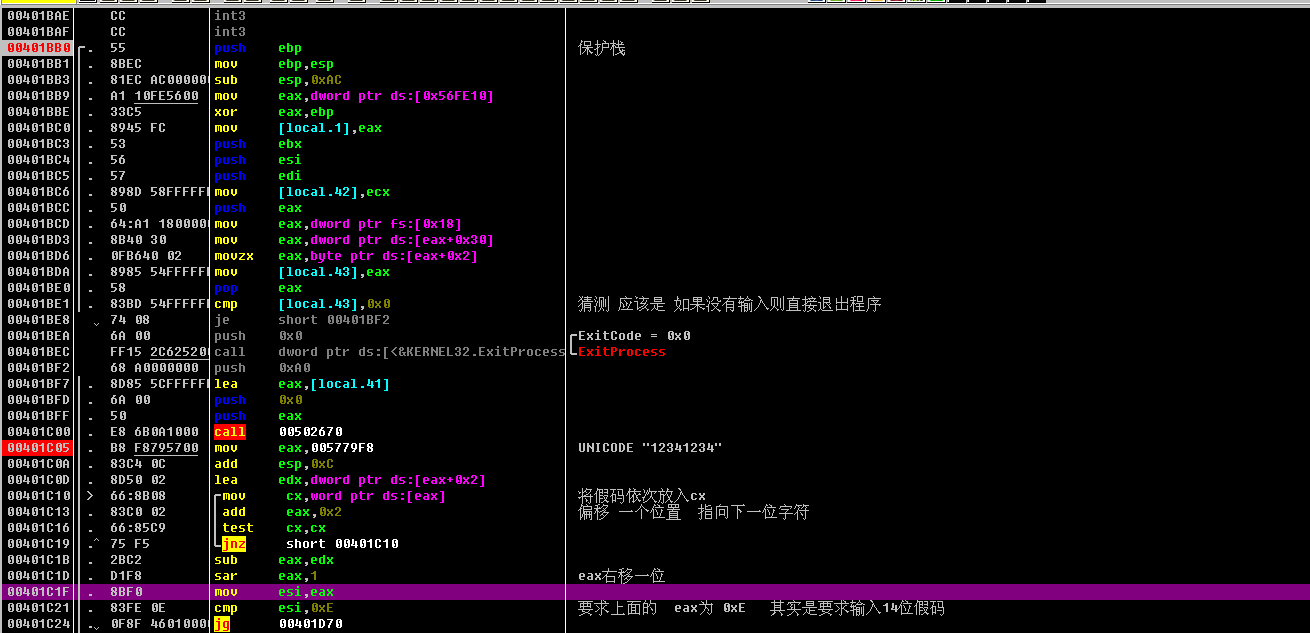 00401BAE CC int3
00401BAF CC int3
00401BB0 . 55 push ebp 保护栈
00401BB1 . 8BEC mov ebp,esp
00401BB3 . 81EC AC000000 sub esp,0xAC
00401BB9 . A1 10FE5600 mov eax,dword ptr ds:[0x56FE10]
00401BBE . 33C5 xor eax,ebp
00401BC0 . 8945 FC mov [local.1],eax
00401BC3 . 53 push ebx
00401BC4 . 56 push esi
00401BC5 . 57 push edi
00401BC6 . 898D 58FFFFFF mov [local.42],ecx
00401BCC . 50 push eax
00401BCD . 64:A1 1800000 mov eax,dword ptr fs:[0x18]
00401BD3 . 8B40 30 mov eax,dword ptr ds:[eax+0x30]
00401BD6 . 0FB640 02 movzx eax,byte ptr ds:[eax+0x2]
00401BDA . 8985 54FFFFFF mov [local.43],eax
00401BE0 . 58 pop eax
00401BE1 . 83BD 54FFFFFF cmp [local.43],0x0 猜测 应该是 如果没有输入则直接退出程序
00401BE8 74 08 je short 00401BF2
00401BEA 6A 00 push 0x0 ExitCode = 0x0
00401BEC FF15 2C625200 call dword ptr ds:[<&KERNEL32.ExitProcess ExitProcess
00401BF2 68 A0000000 push 0xA0
00401BF7 . 8D85 5CFFFFFF lea eax,[local.41]
00401BFD . 6A 00 push 0x0
00401BFF . 50 push eax
00401C00 . E8 6B0A1000 call 00502670
00401C05 . B8 F8795700 mov eax,005779F8 UNICODE "12341234"
00401C0A . 83C4 0C add esp,0xC
00401C0D . 8D50 02 lea edx,dword ptr ds:[eax+0x2]
00401C10 > 66:8B08 mov cx,word ptr ds:[eax] 将假码依次放入cx
00401C13 . 83C0 02 add eax,0x2 偏移 一个位置 指向下一位字符
00401C16 . 66:85C9 test cx,cx
00401C19 .^ 75 F5 jnz short 00401C10
00401C1B . 2BC2 sub eax,edx
00401C1D . D1F8 sar eax,1 eax右移一位
00401C1F . 8BF0 mov esi,eax
00401C21 . 83FE 0E cmp esi,0xE 要求上面的 eax为 0xE 其实是要求输入14位假码
00401C24 . 0F8F 4601000 jg 00401D70